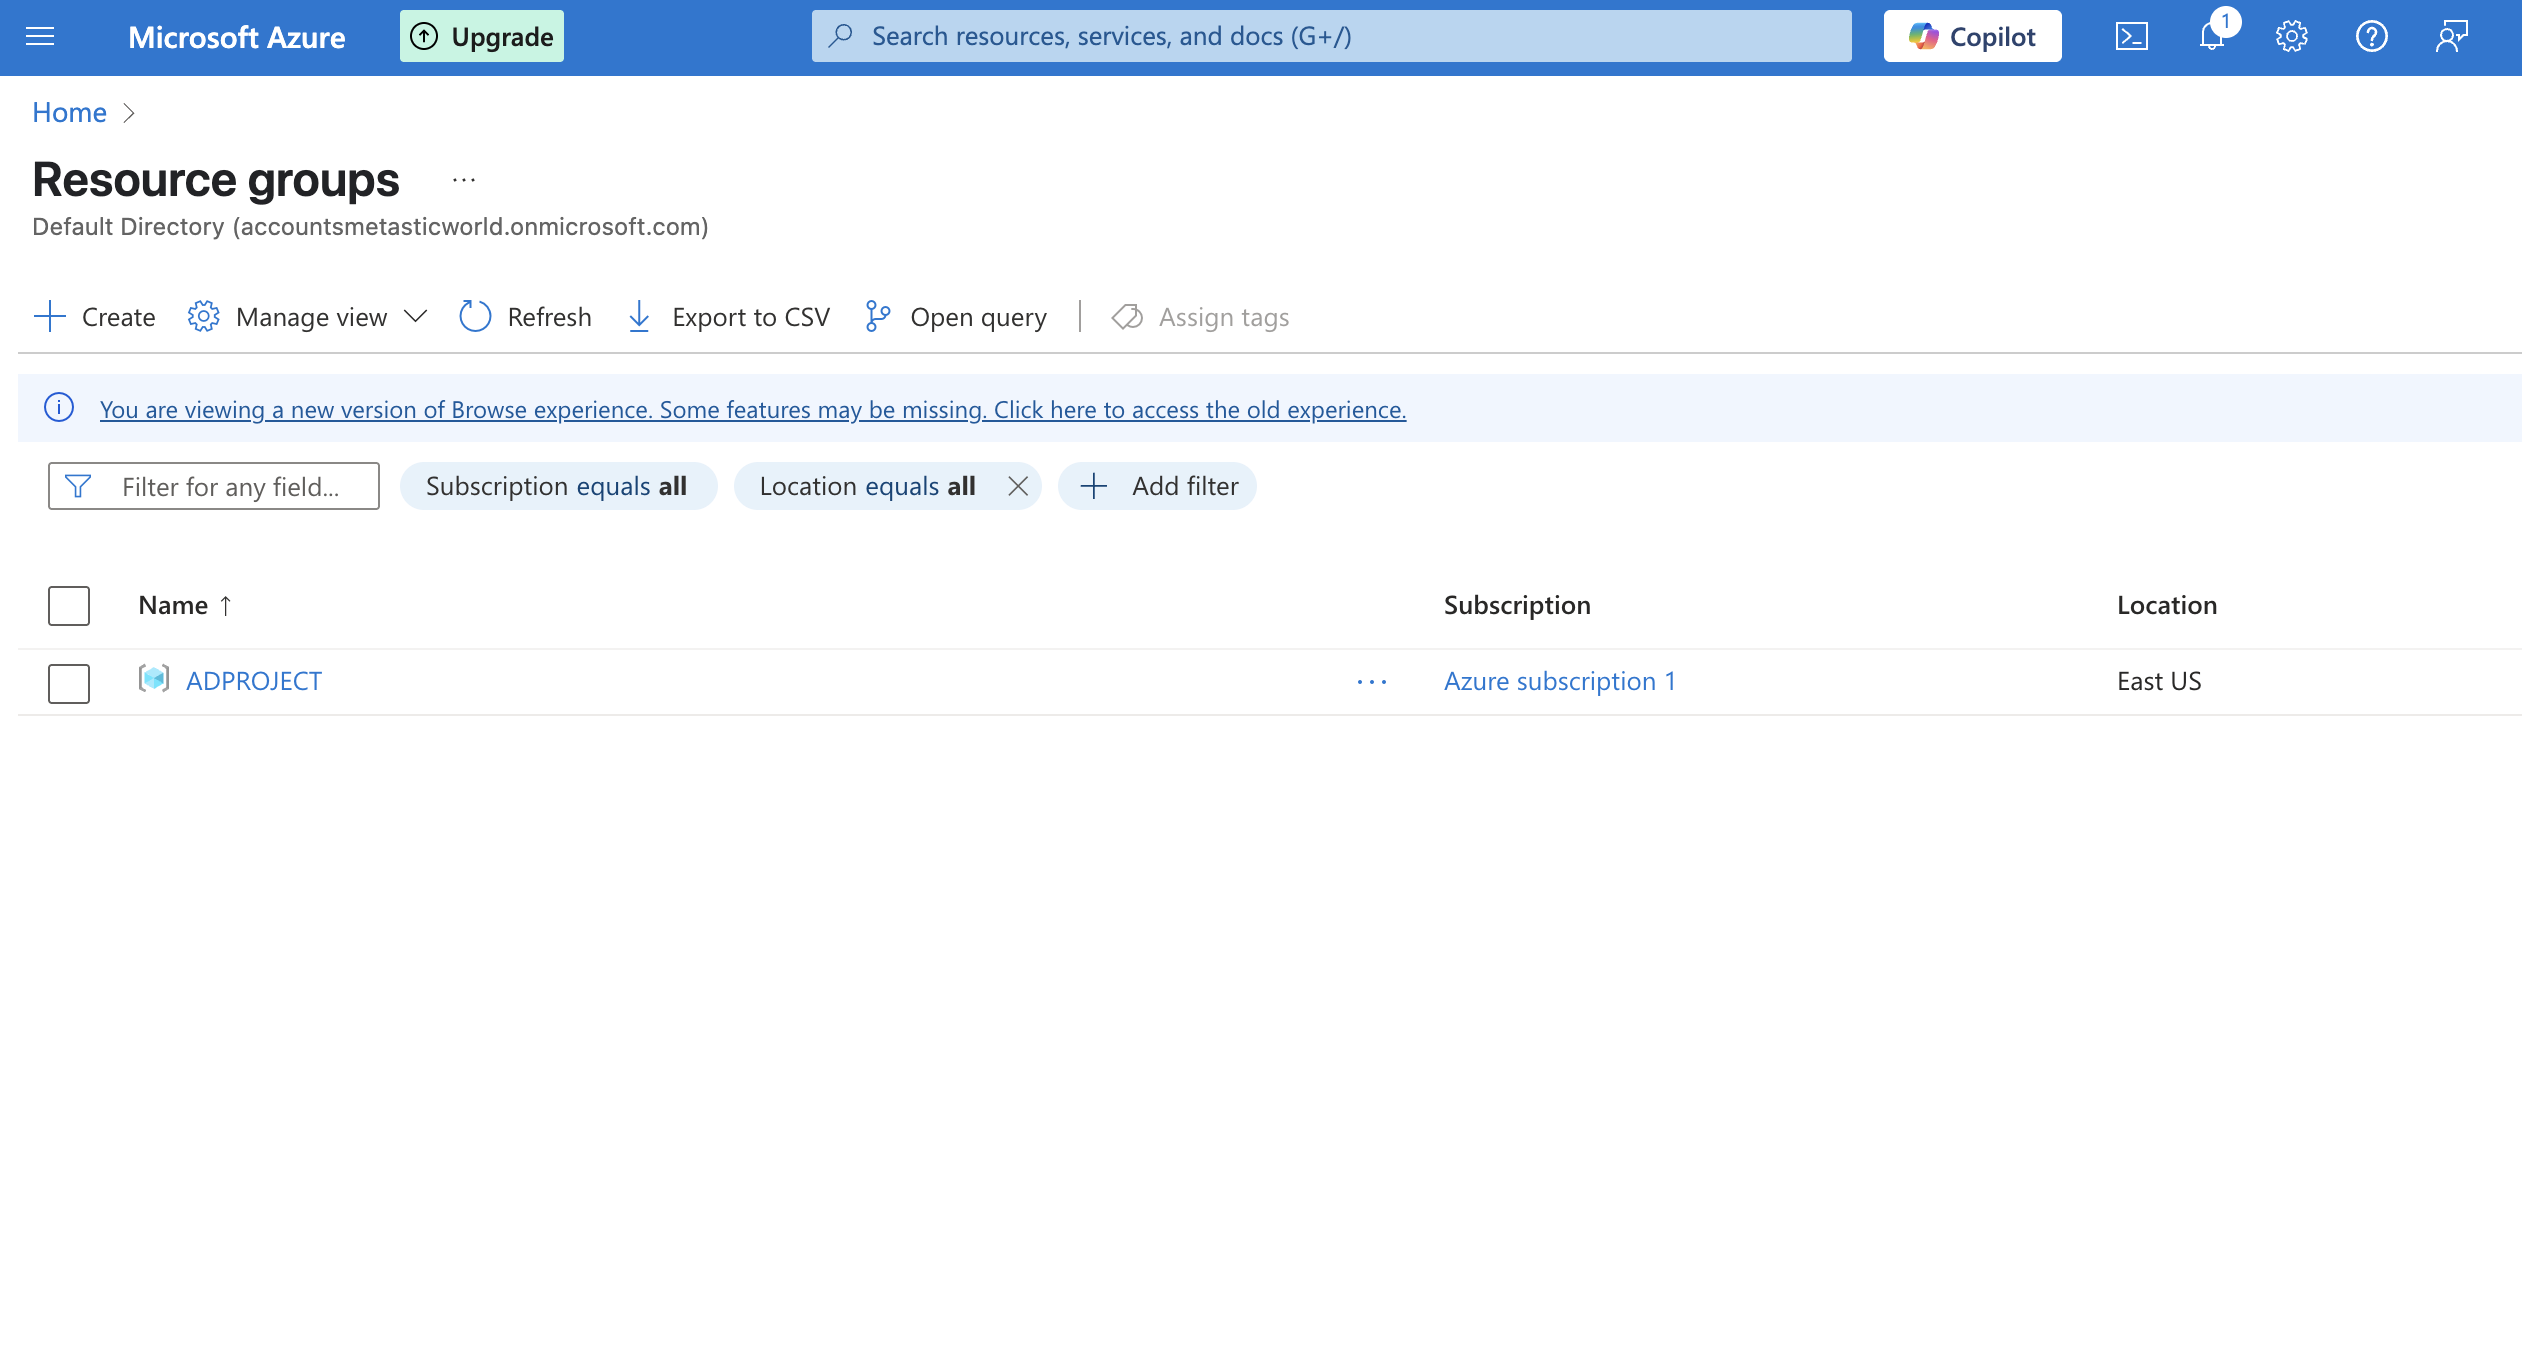 Microsoft Azure
Upgrade
Search resources, services, and docs (G+/)
Copilot
1
Home
Resource groups
Default Directory (accountsmetasticworld.onmicrosoft.com)
Create
Manage view
Refresh
Export to CSV
Open query
Assign tags
You are viewing a new version of Browse experience. Some features may be missing. Click here to access the old experience.
Filter for any field...
Subscription equals all
Location equals all
Add filter
Name ↑
Subscription
Location
ADPROJECT
Azure subscription 1
East US